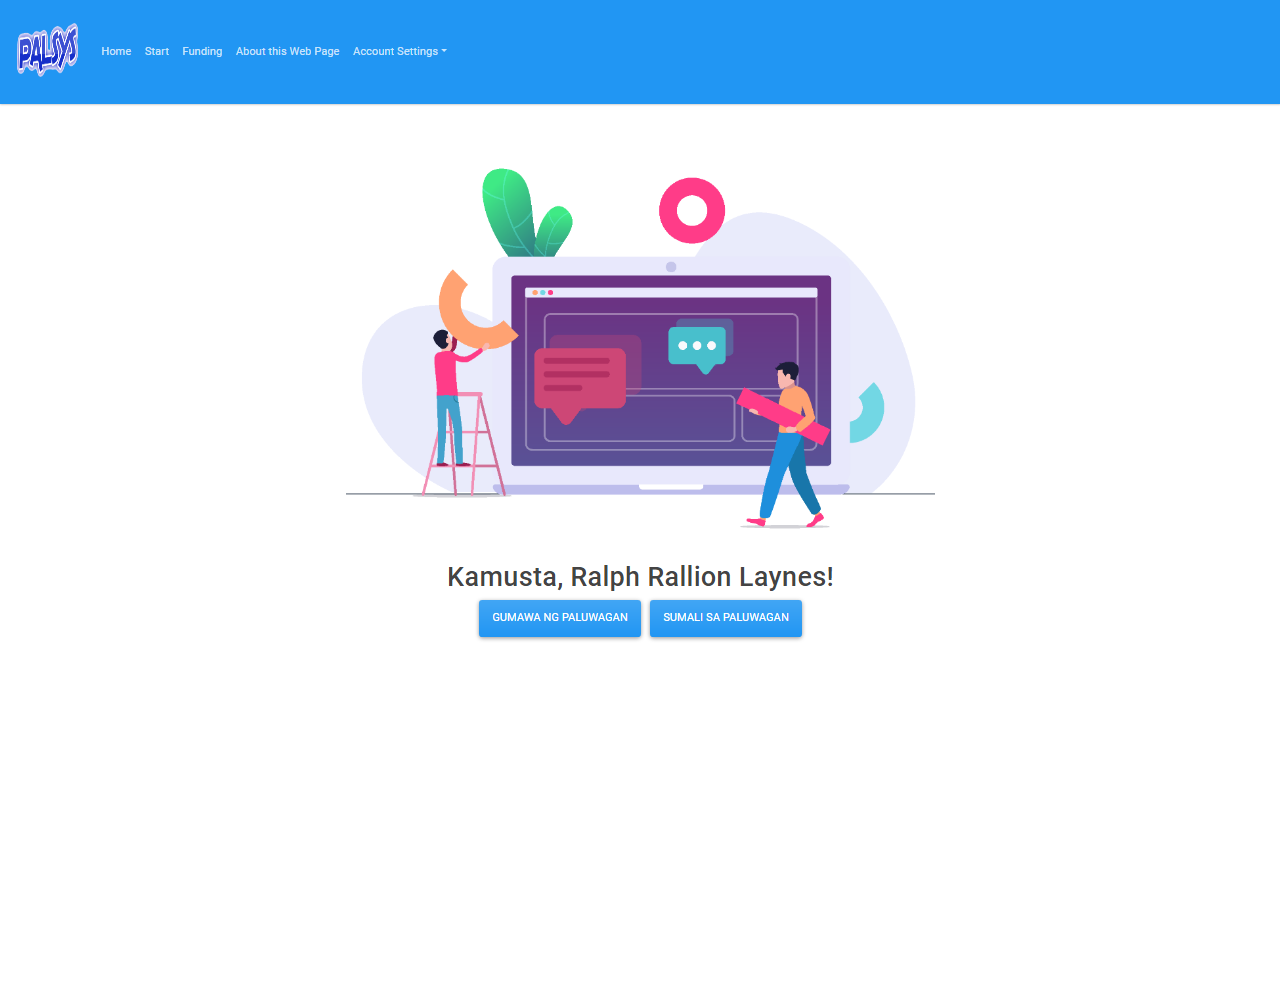 PALSYS
Home Start Funding About this Web Page Account Settings
Kamusta, Ralph Rallion Laynes!
GUMAWA NG PALUWAGAN SUMALI SA PALUWAGAN